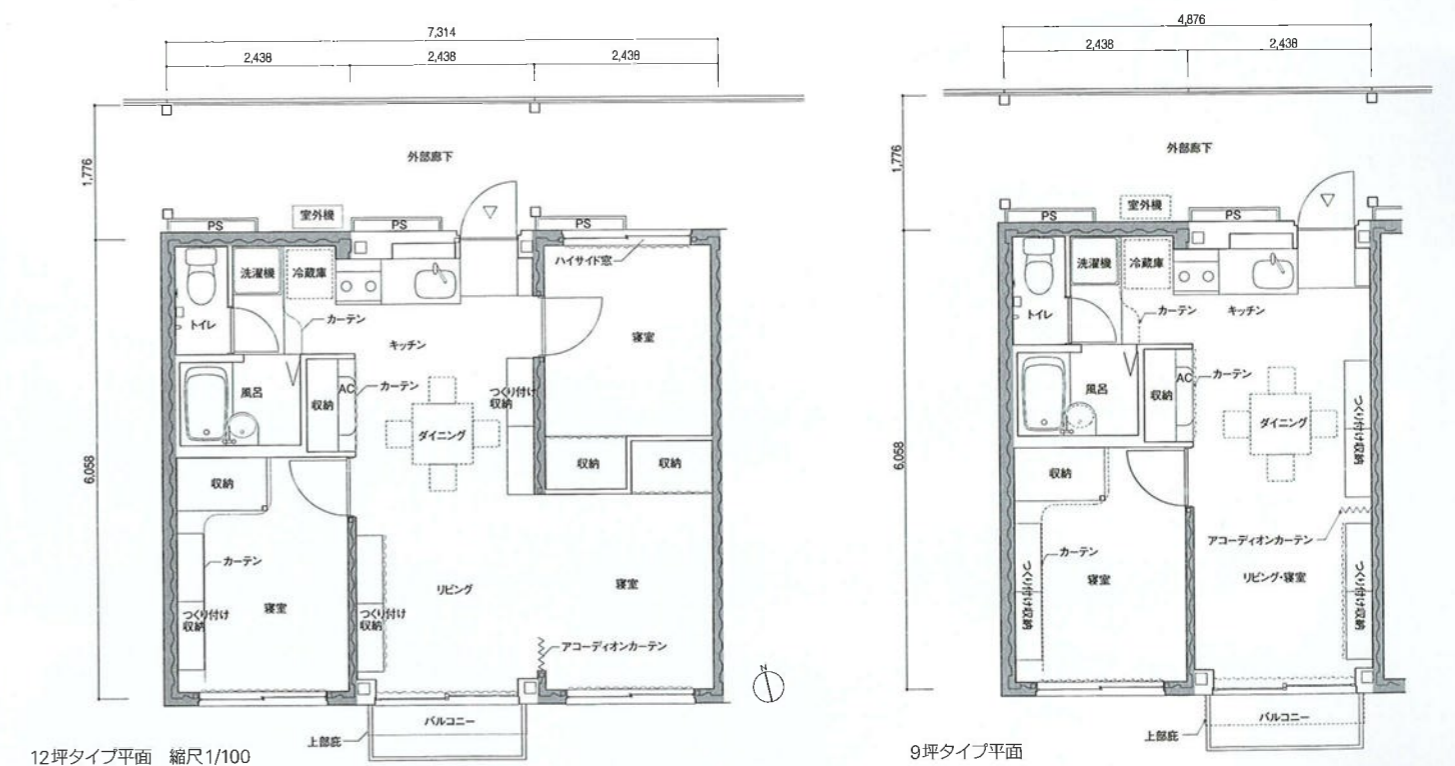 7,314
2,438
2,438
2,438
1,776
6,058
外部廊下
PS
室外機
PS
PS
ハイサイド窓
洗濯機
冷蔵庫
トイレ
カーテン
キッチン
寝室
風呂
収納
AC
カーテン
つくり付け
収納
ダイニング
収納
収納
収納
カーテン
リビング
寝室
つくり付け
収納
寝室
つくり付け
収納
アコーディオンカーテン
N
バルコニー
上部庇
12坪タイプ平面 縮尺1/100
4,876
2,438
2,438
1,776
6,058
外部廊下
PS
室外機
PS
洗濯機
冷蔵庫
トイレ
カーテン
キッチン
風呂
収納
AC
カーテン
ダイニング
つくり付け収納
収納
アコーディオンカーテン
カーテン
寝室
リビング・寝室
つくり付け収納
つくり付け収納
バルコニー
上部庇
9坪タイプ平面